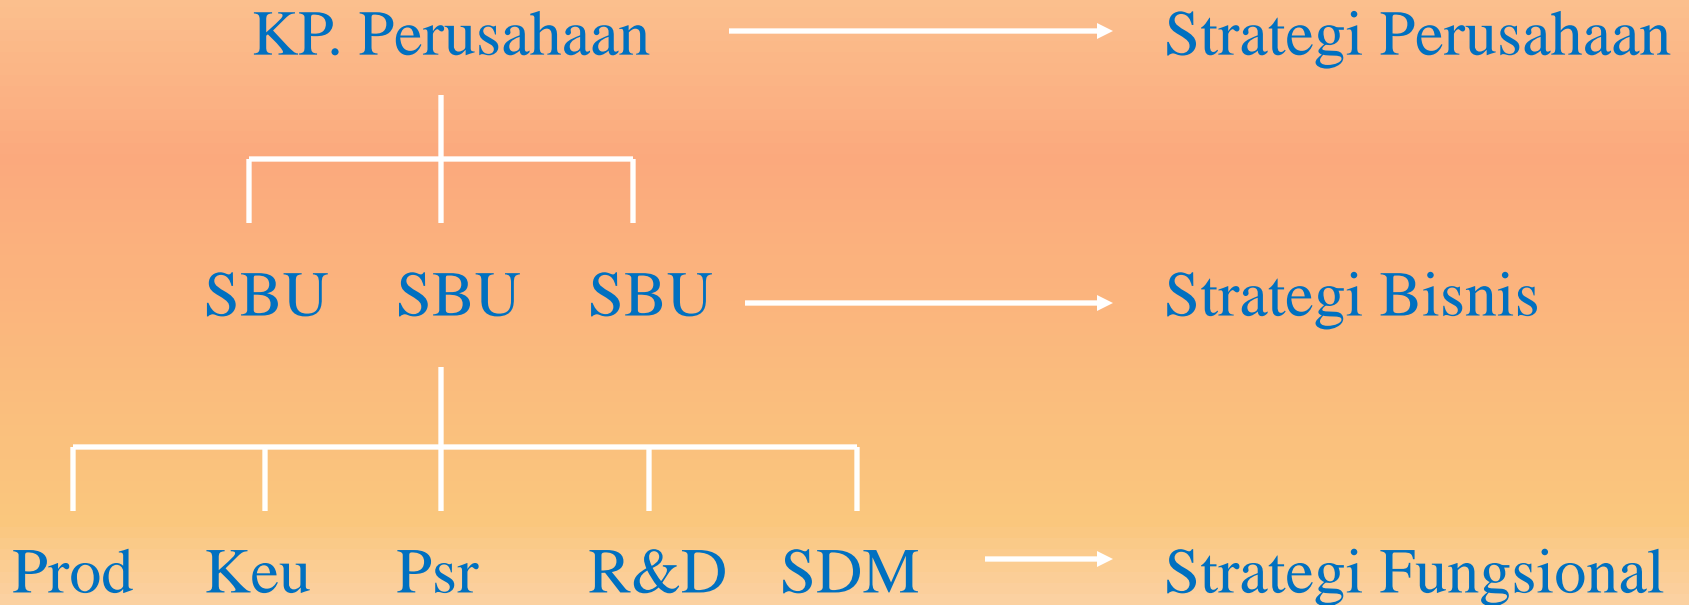 KP. Perusahaan Strategi Perusahaan
SBU SBU SBU Strategi Bisnis
Prod Keu Psr R&D SDM Strategi Fungsional